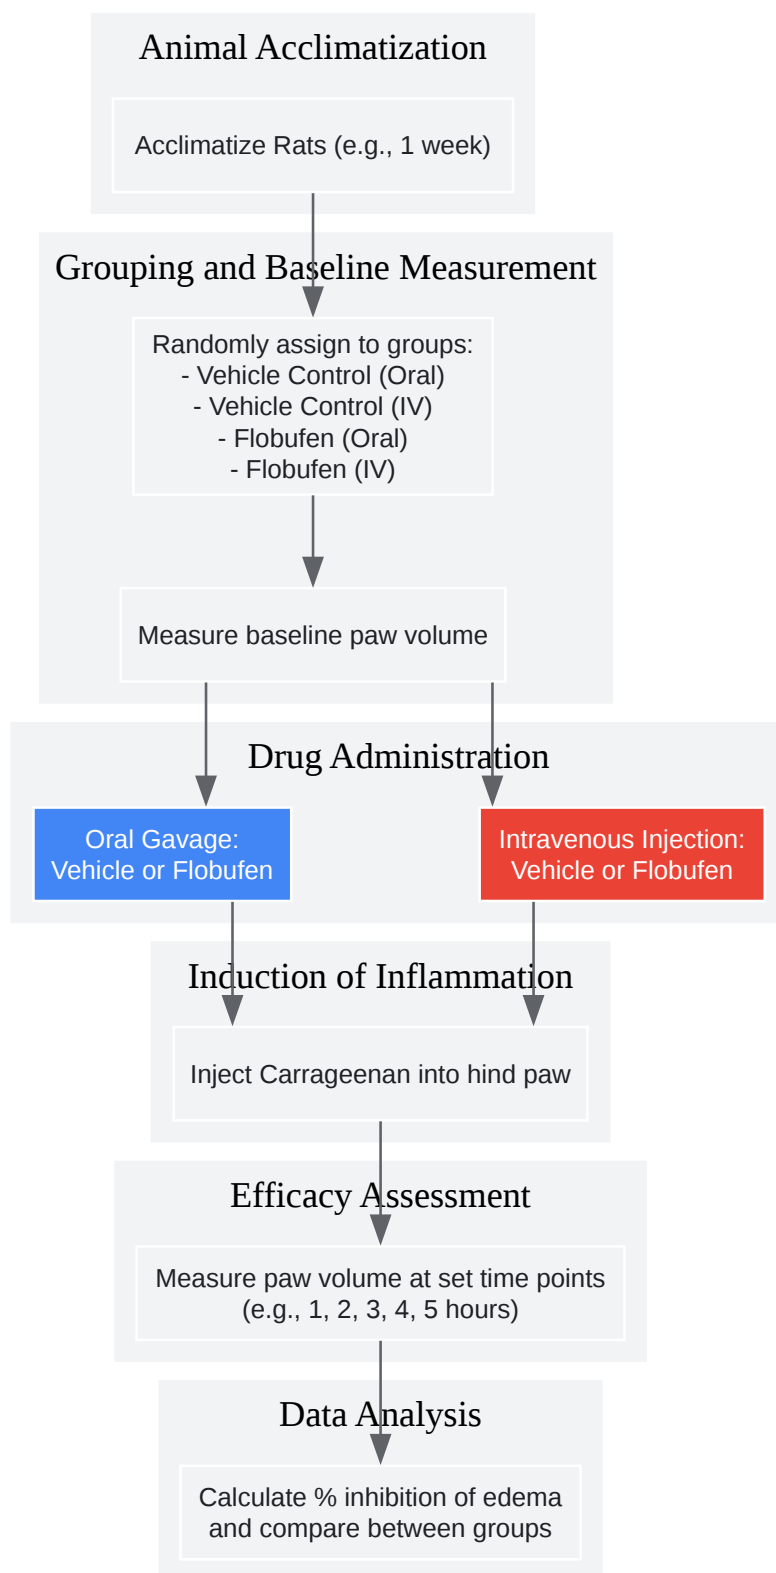 Animal Acclimatization
Acclimatize Rats (e.g., 1 week)
Grouping and Baseline Measurement
Randomly assign to groups:
- Vehicle Control (Oral)
- Vehicle Control (IV)
- Flobufen (Oral)
- Flobufen (IV)
Measure baseline paw volume
Drug Administration
Oral Gavage:
Vehicle or Flobufen
Intravenous Injection:
Vehicle or Flobufen
Induction of Inflammation
Inject Carrageenan into hind paw
Efficacy Assessment
Measure paw volume at set time points
(e.g., 1, 2, 3, 4, 5 hours)
Data Analysis
Calculate % inhibition of edema
and compare between groups